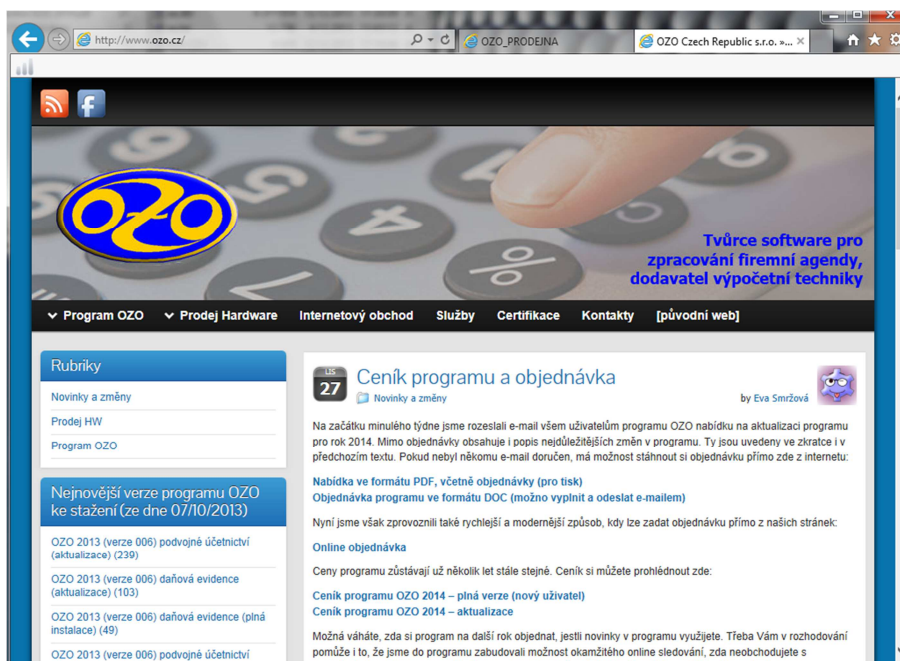 http://www.ozo.cz/
OZO_PRODEJNA
OZO Czech Republic s.r.o. »...
OZO
Tvůrce software pro
zpracování firemní agendy,
dodavatel výpočetní techniky
Program OZO Prodej Hardware Internetový obchod Služby Certifikace Kontakty [původní web]
Rubriky
Novinky a změny
Prodej HW
Program OZO
Nejnovější verze programu OZO
ke stažení (ze dne 07/10/2013)
OZO 2013 (verze 006) podvojné účetnictví
(aktualizace) (239)
OZO 2013 (verze 006) daňová evidence
(aktualizace) (103)
OZO 2013 (verze 006) daňová evidence (plná
instalace) (49)
OZO 2013 (verze 006) podvojné účetnictví
LIS
27
Ceník programu a objednávka
Novinky a změny
by Eva Smržová
Na začátku minulého týdne jsme rozeslali e-mail všem uživatelům programu OZO nabídku na aktualizaci programu
pro rok 2014. Mimo objednávky obsahuje i popis nejdůležitějších změn v programu. Ty jsou uvedeny ve zkratce i v
předchozím textu. Pokud nebyl někomu e-mail doručen, má možnost stáhnout si objednávku přímo zde z internetu:
Nabídka ve formátu PDF, včetně objednávky (pro tisk)
Objednávka programu ve formátu DOC (možno vyplnit a odeslat e-mailem)
Nyní jsme však zprovoznili také rychlejší a modernější způsob, kdy lze zadat objednávku přímo z našich stránek:
Online objednávka
Ceny programu zůstávají už několik let stále stejné. Ceník si můžete prohlédnout zde:
Ceník programu OZO 2014 – plná verze (nový uživatel)
Ceník programu OZO 2014 – aktualizace
Možná váháte, zda si program na další rok objednat, jestli novinky v programu využijete. Třeba Vám v rozhodování
pomůže i to, že jsme do programu zabudovali možnost okamžitého online sledování, zda neobchodujete s